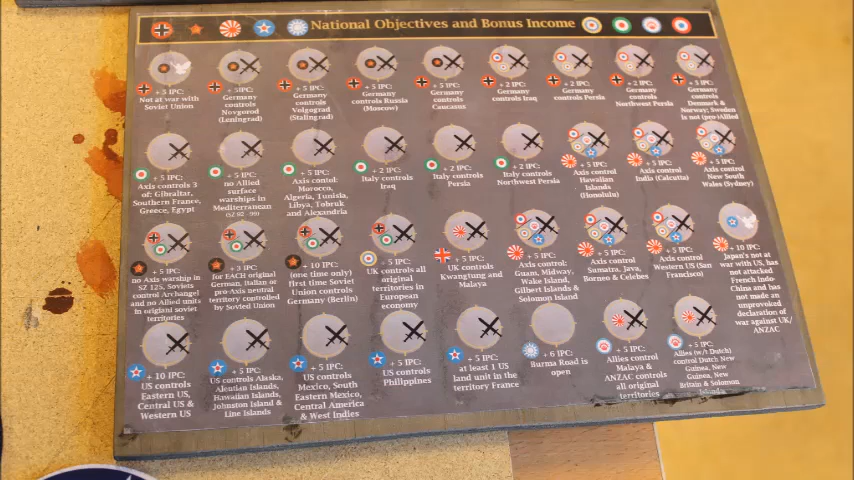 National Objectives and Bonus Income
+ 5 IPC:
Not at war with
Soviet Union
+ 5IPC:
Germany
controls
Novgorod
(Leningrad)
+ 5 IPC:
Germany
controls
Volgograd
(Stalingrad)
+ 5 IPC:
Germany
controls Russia
(Moscow)
+ 5 IPC:
Germany
controls
Caucasus
+ 2 IPC:
Germany
controls Iraq
+ 2 IPC:
Germany
controls Persia
+ 2 IPC:
Germany
controls
Northwest Persia
+ 5 IPC:
Germany
controls
Denmark &
Norway; Sweden
is not (pro-)Allied
+ 5 IPC:
Axis controls 3
of: Gibraltar,
Southern France,
Greece, Egypt
+ 5 IPC:
no Allied
surface
warships in
Mediterranean
(SZ 92 - 99)
+ 5 IPC:
Axis contol:
Morocco,
Algeria, Tunisia,
Libya, Tobruk
and Alexandria
+ 2 IPC:
Italy controls
Iraq
+ 2 IPC:
Italy controls
Persia
+ 2 IPC:
Italy controls
Northwest Persia
+ 5 IPC:
Axis control
Hawaiian
Islands
(Honolulu)
+ 5 IPC:
Axis control
India (Calcutta)
+ 5 IPC:
Axis control
New South
Wales (Sydney)
+ 5 IPC:
no Axis warship in
SZ 125, Soviets
control Archangel
and no Allied units
in origianl soviet
territories
+ 3 IPC:
for EACH original
German, Italian or
pro-Axis neutral
territory controlled
by Sovied Union
+ 10 IPC:
(one time only)
first time Soviet
Union controls
Germany (Berlin)
+ 5 IPC:
UK controls all
original
territories in
European
economy
+ 5 IPC:
UK controls
Kwangtung and
Malaya
+ 5 IPC:
Axis control:
Guam, Midway,
Wake Island,
Gilbert Islands &
Solomon Island
+ 5 IPC:
Axis control
Sumatra, Java,
Borneo & Celebes
+ 5 IPC:
Axis control
Western US (San
Francisco)
+ 10 IPC:
Japan's not at
war with US, has
not attacked
French Indo-
China and has
not made an
unprovoked
declaration of
war against UK/
ANZAC
+ 10 IPC:
US controls
Eastern US,
Central US &
Western US
+ 5 IPC:
US controls Alaska,
Aleutian Islands,
Hawaiian Islands,
Johnston Island &
Line Islands
+ 5 IPC:
US controls
Mexico, South
Eastern Mexico,
Central America
& West Indies
+ 5 IPC:
US controls
Philippines
+ 5 IPC:
at least 1 US
land unit in the
territory France
+ 6 IPC:
Burma Road is
open
+ 5 IPC:
Allies control
Malaya &
ANZAC controls
all original
territories
+ 5 IPC:
Allies (w/t Dutch)
control Dutch New
Guinea, New
Guinea, New
Britain & Solomon
Islands